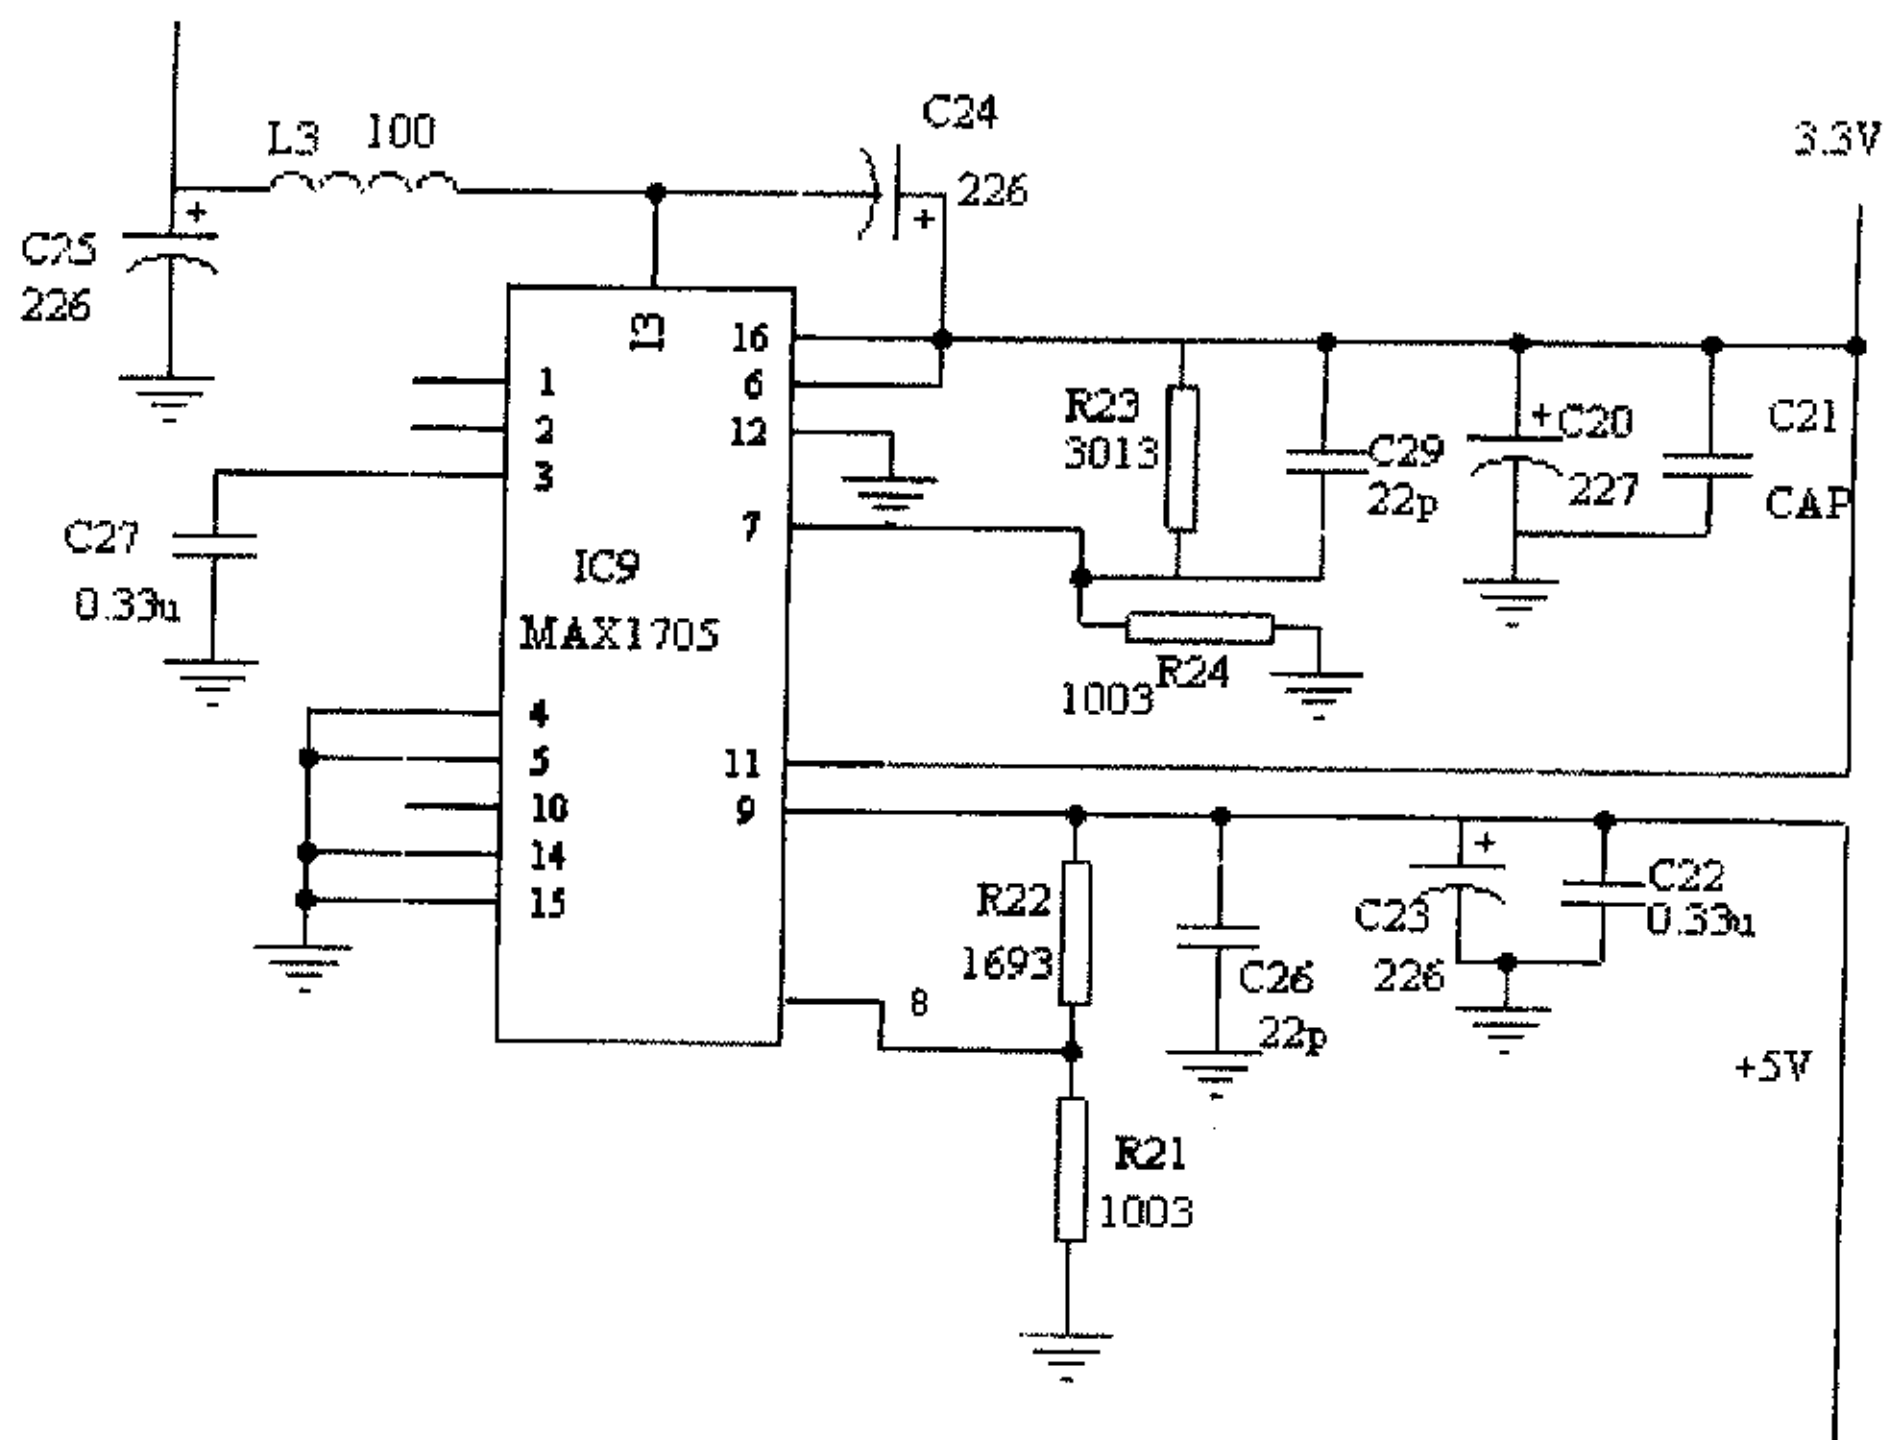 L3 100
C24
226
3.3V
+
+
C25
226
13
16
6
12
7
1
2
3
R23
3013
C29
22p
+C20
227
C21
CAP
C27
0.33u
IC9
MAX1705
R24
1003
4
5
10
14
15
11
9
8
R22
1693
C26
22p
+
C23
226
C22
0.33u
+5V
R21
1003